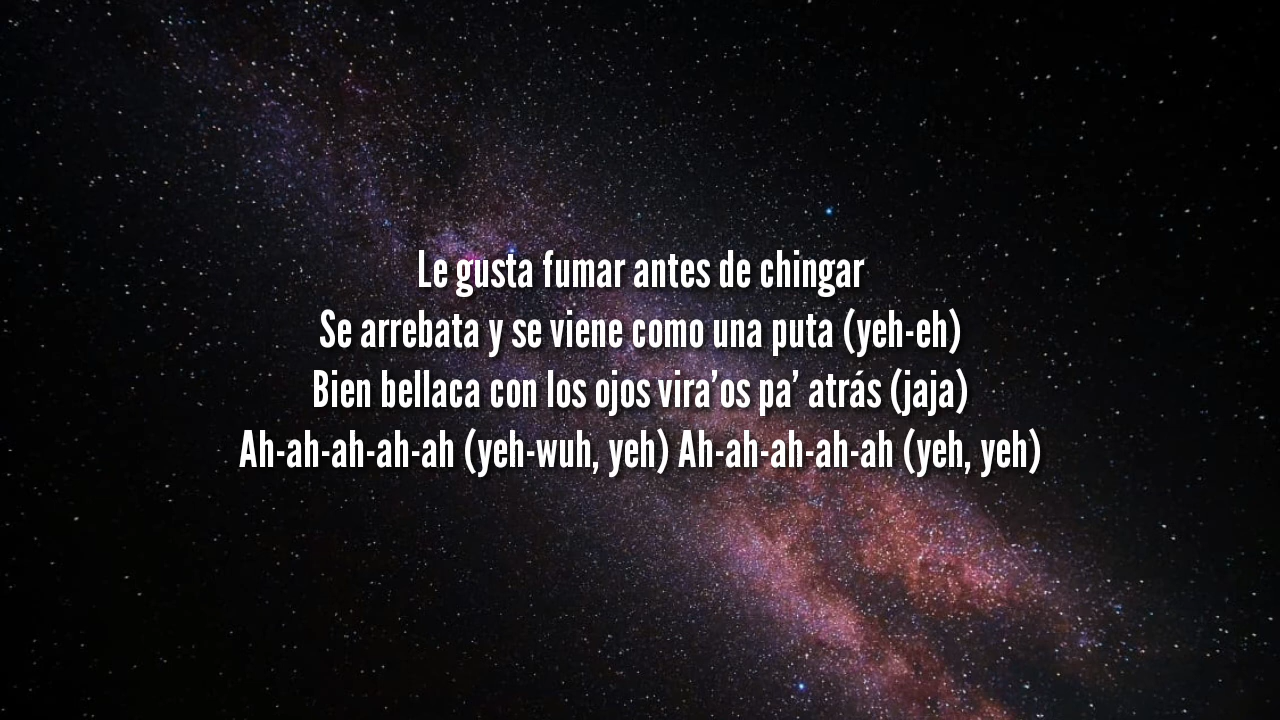 Le gusta fumar antes de chingar
Se arrebata y se viene como una puta (yeh-eh)
Bien bellaca con los ojos vira’os pa’ atrás (jaja)
Ah-ah-ah-ah-ah (yeh-wuh, yeh) Ah-ah-ah-ah-ah (yeh, yeh)